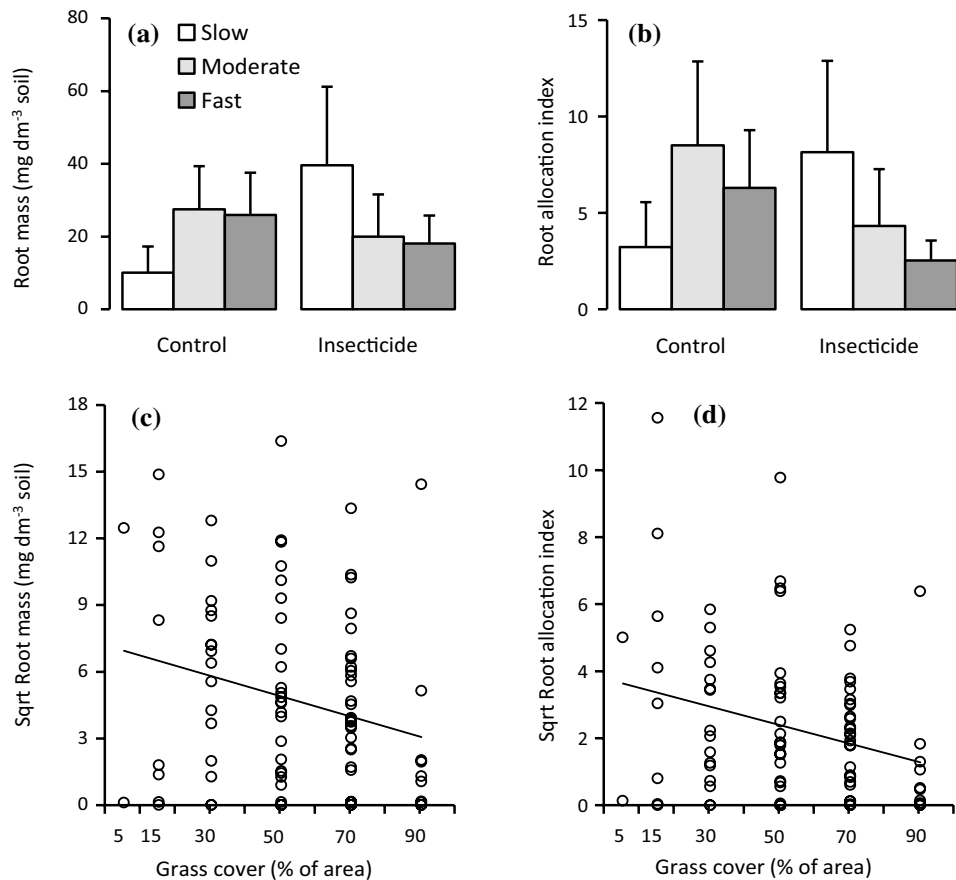 (a)
Slow
Moderate
Fast
Root mass (mg dm⁻³ soil)
80
60
40
20
0
Control
Insecticide
(b)
Root allocation index
15
10
5
0
Control
Insecticide
(c)
Sqrt Root mass (mg dm⁻³ soil)
18
15
12
9
6
3
0
5 15 30 50 70 90
Grass cover (% of area)
(d)
Sqrt Root allocation index
12
10
8
6
4
2
0
5 15 30 50 70 90
Grass cover (% of area)